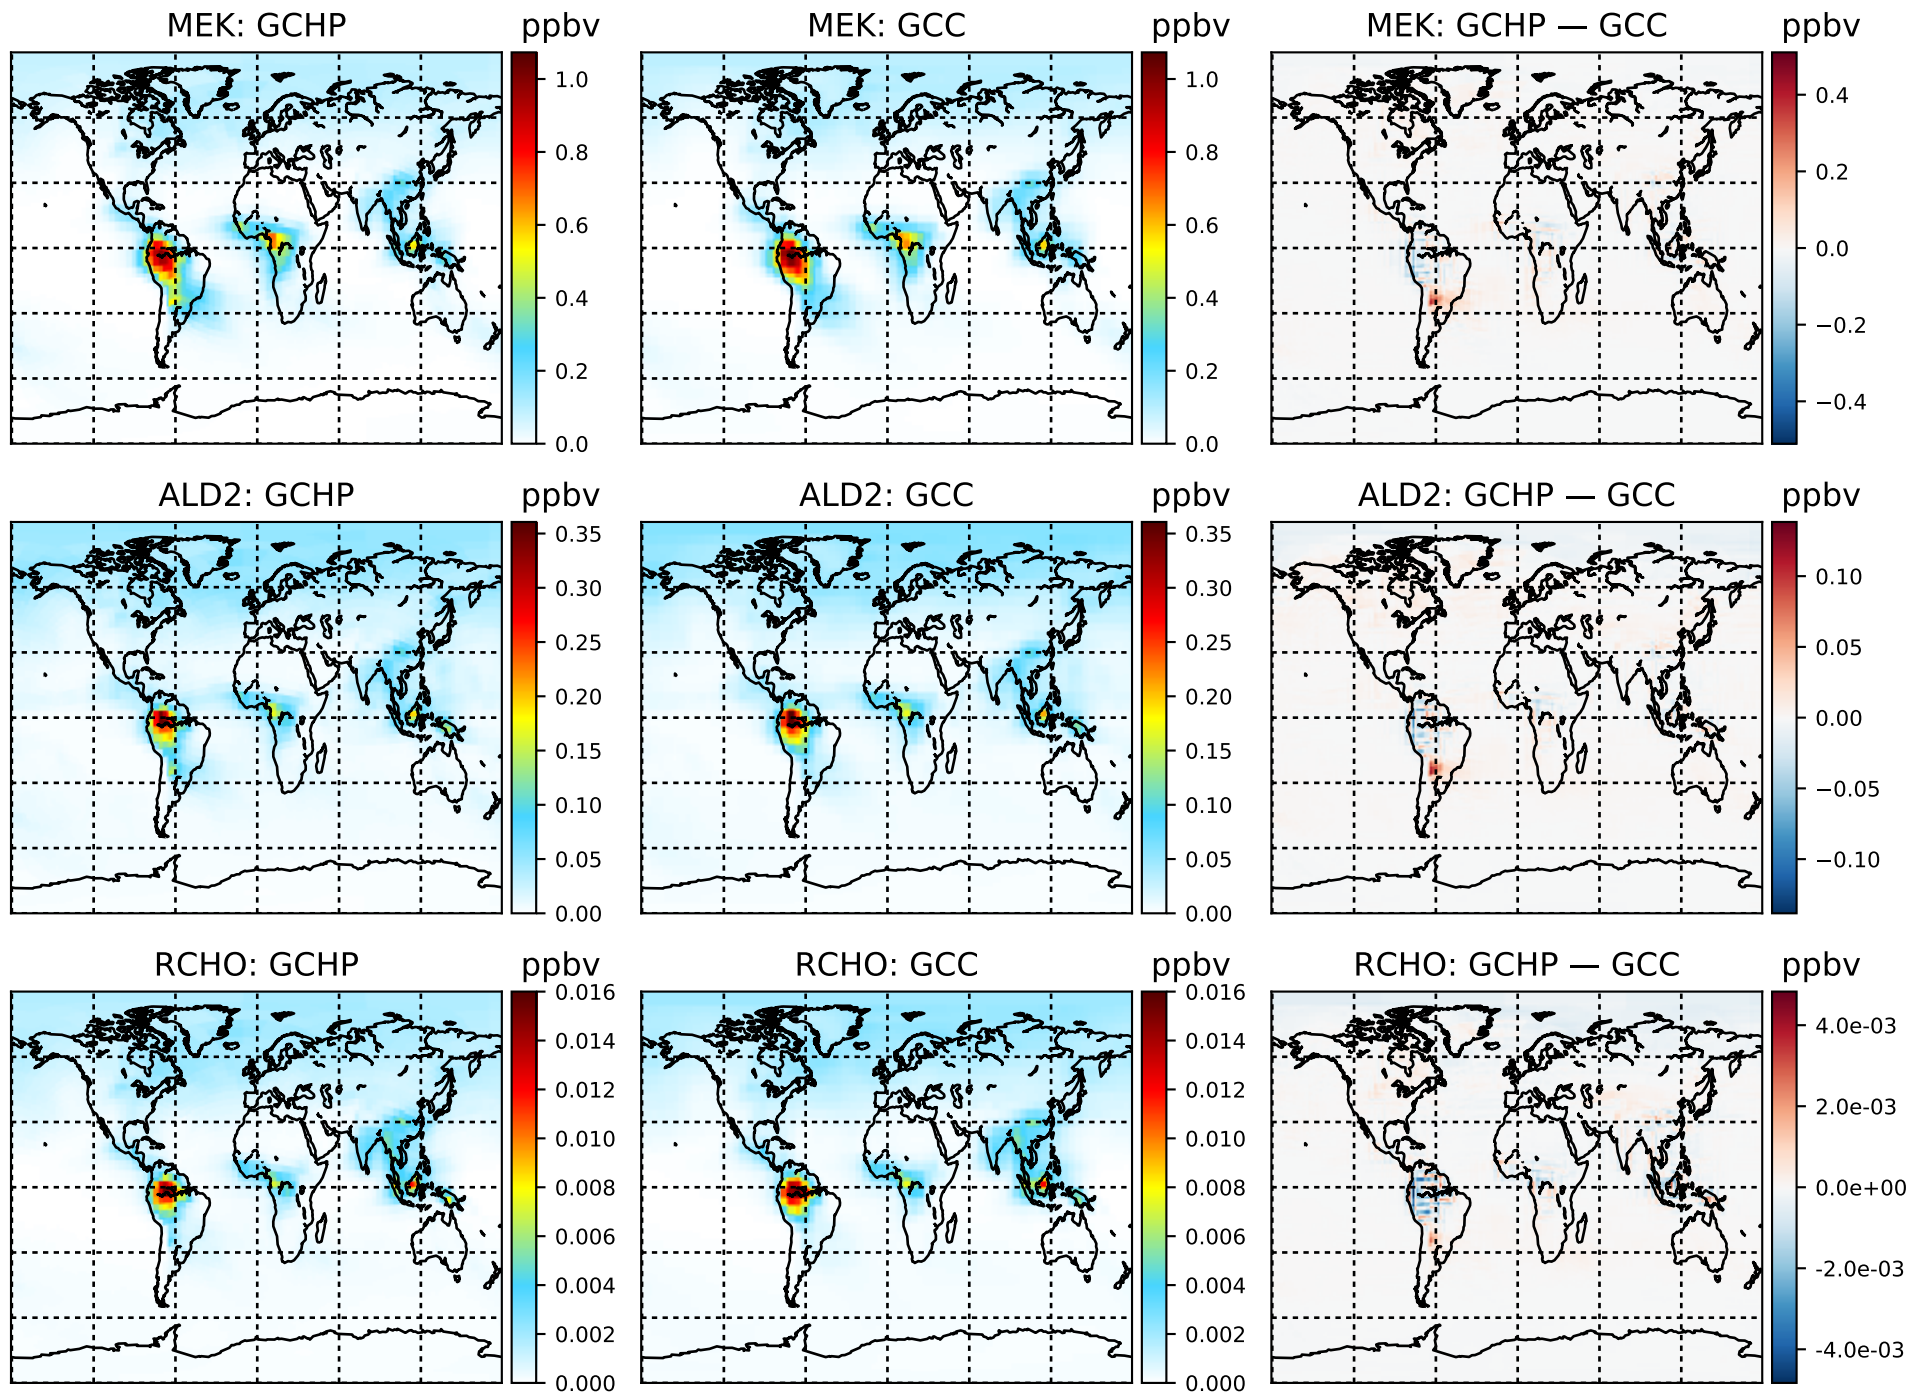 MEK: GCHP
ppbv
1.0
0.8
0.6
0.4
0.2
0.0
MEK: GCC
ppbv
1.0
0.8
0.6
0.4
0.2
0.0
MEK: GCHP — GCC
ppbv
0.4
0.2
0.0
−0.2
−0.4
ALD2: GCHP
ppbv
0.35
0.30
0.25
0.20
0.15
0.10
0.05
0.00
ALD2: GCC
ppbv
0.35
0.30
0.25
0.20
0.15
0.10
0.05
0.00
ALD2: GCHP — GCC
ppbv
0.10
0.05
0.00
−0.05
−0.10
RCHO: GCHP
ppbv
0.016
0.014
0.012
0.010
0.008
0.006
0.004
0.002
0.000
RCHO: GCC
ppbv
0.016
0.014
0.012
0.010
0.008
0.006
0.004
0.002
0.000
RCHO: GCHP — GCC
ppbv
4.0e-03
2.0e-03
0.0e+00
-2.0e-03
-4.0e-03